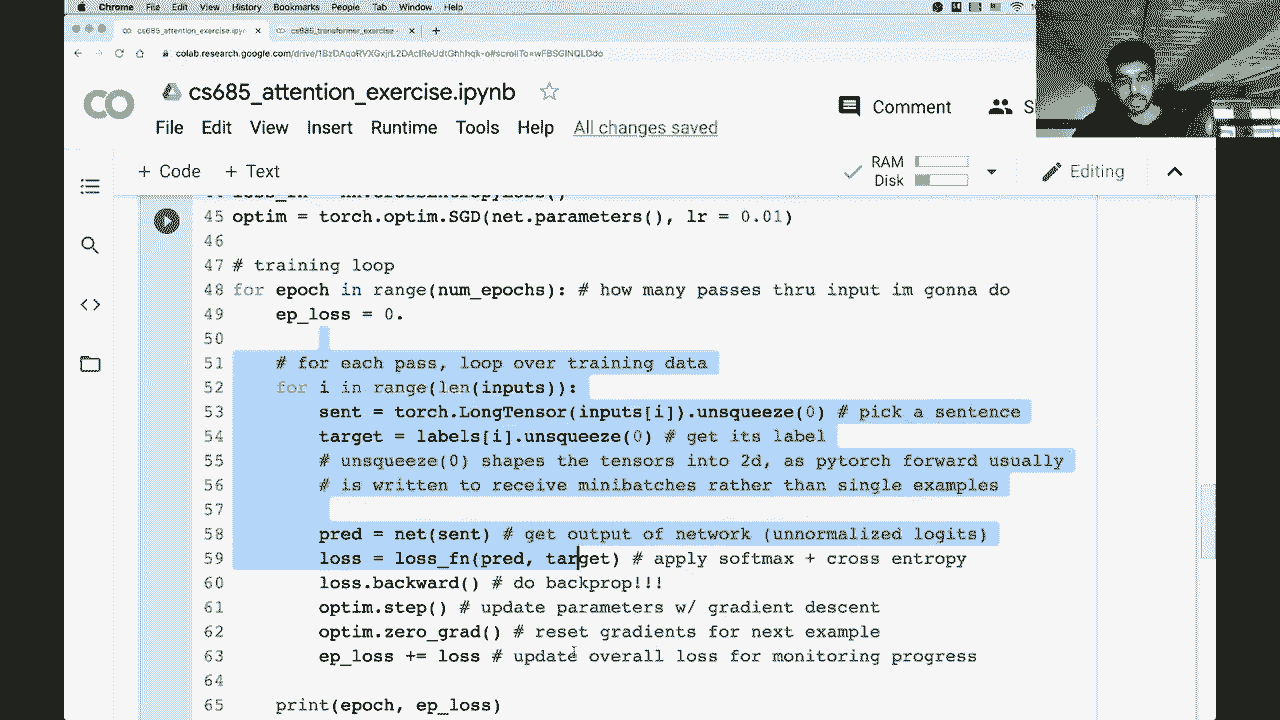 Chrome File Edit View History Bookmarks People Tab Window Help
cs685_attention_exercise.ipyn
cs685_transformer_exercise
colab.research.google.com/drive/
CO
cs685_attention_exercise.ipynb
File Edit View Insert Runtime Tools Help All changes saved
Comment
S
+ Code + Text
RAM
Disk
Editing
45 optim = torch.optim.SGD(net.parameters(), lr = 0.01)
46
47 # training loop
48 for epoch in range(num_epochs): # how many passes thru input im gonna do
49 ep_loss = 0.
50
51 # for each pass, loop over training data
52 for i in range(len(inputs)):
53 sent = torch.LongTensor(inputs[i]).unsqueeze(0) # pick a sentence
54 target = labels[i].unsqueeze(0) # get its label
55 # unsqueeze(0) shapes the tensors into 2d, as pytorch forward usually
56 # is written to receive minibatches rather than single examples
57
58 pred = net(sent) # get output of network (unnormalized logits)
59 loss = loss_fn(pred, target) # apply softmax + cross entropy
60 loss.backward() # do backprop!!!
61 optim.step() # update parameters w/ gradient descent
62 optim.zero_grad() # reset gradients for next example
63 ep_loss += loss # update overall loss for monitoring progress
64
65 print(epoch, ep_loss)